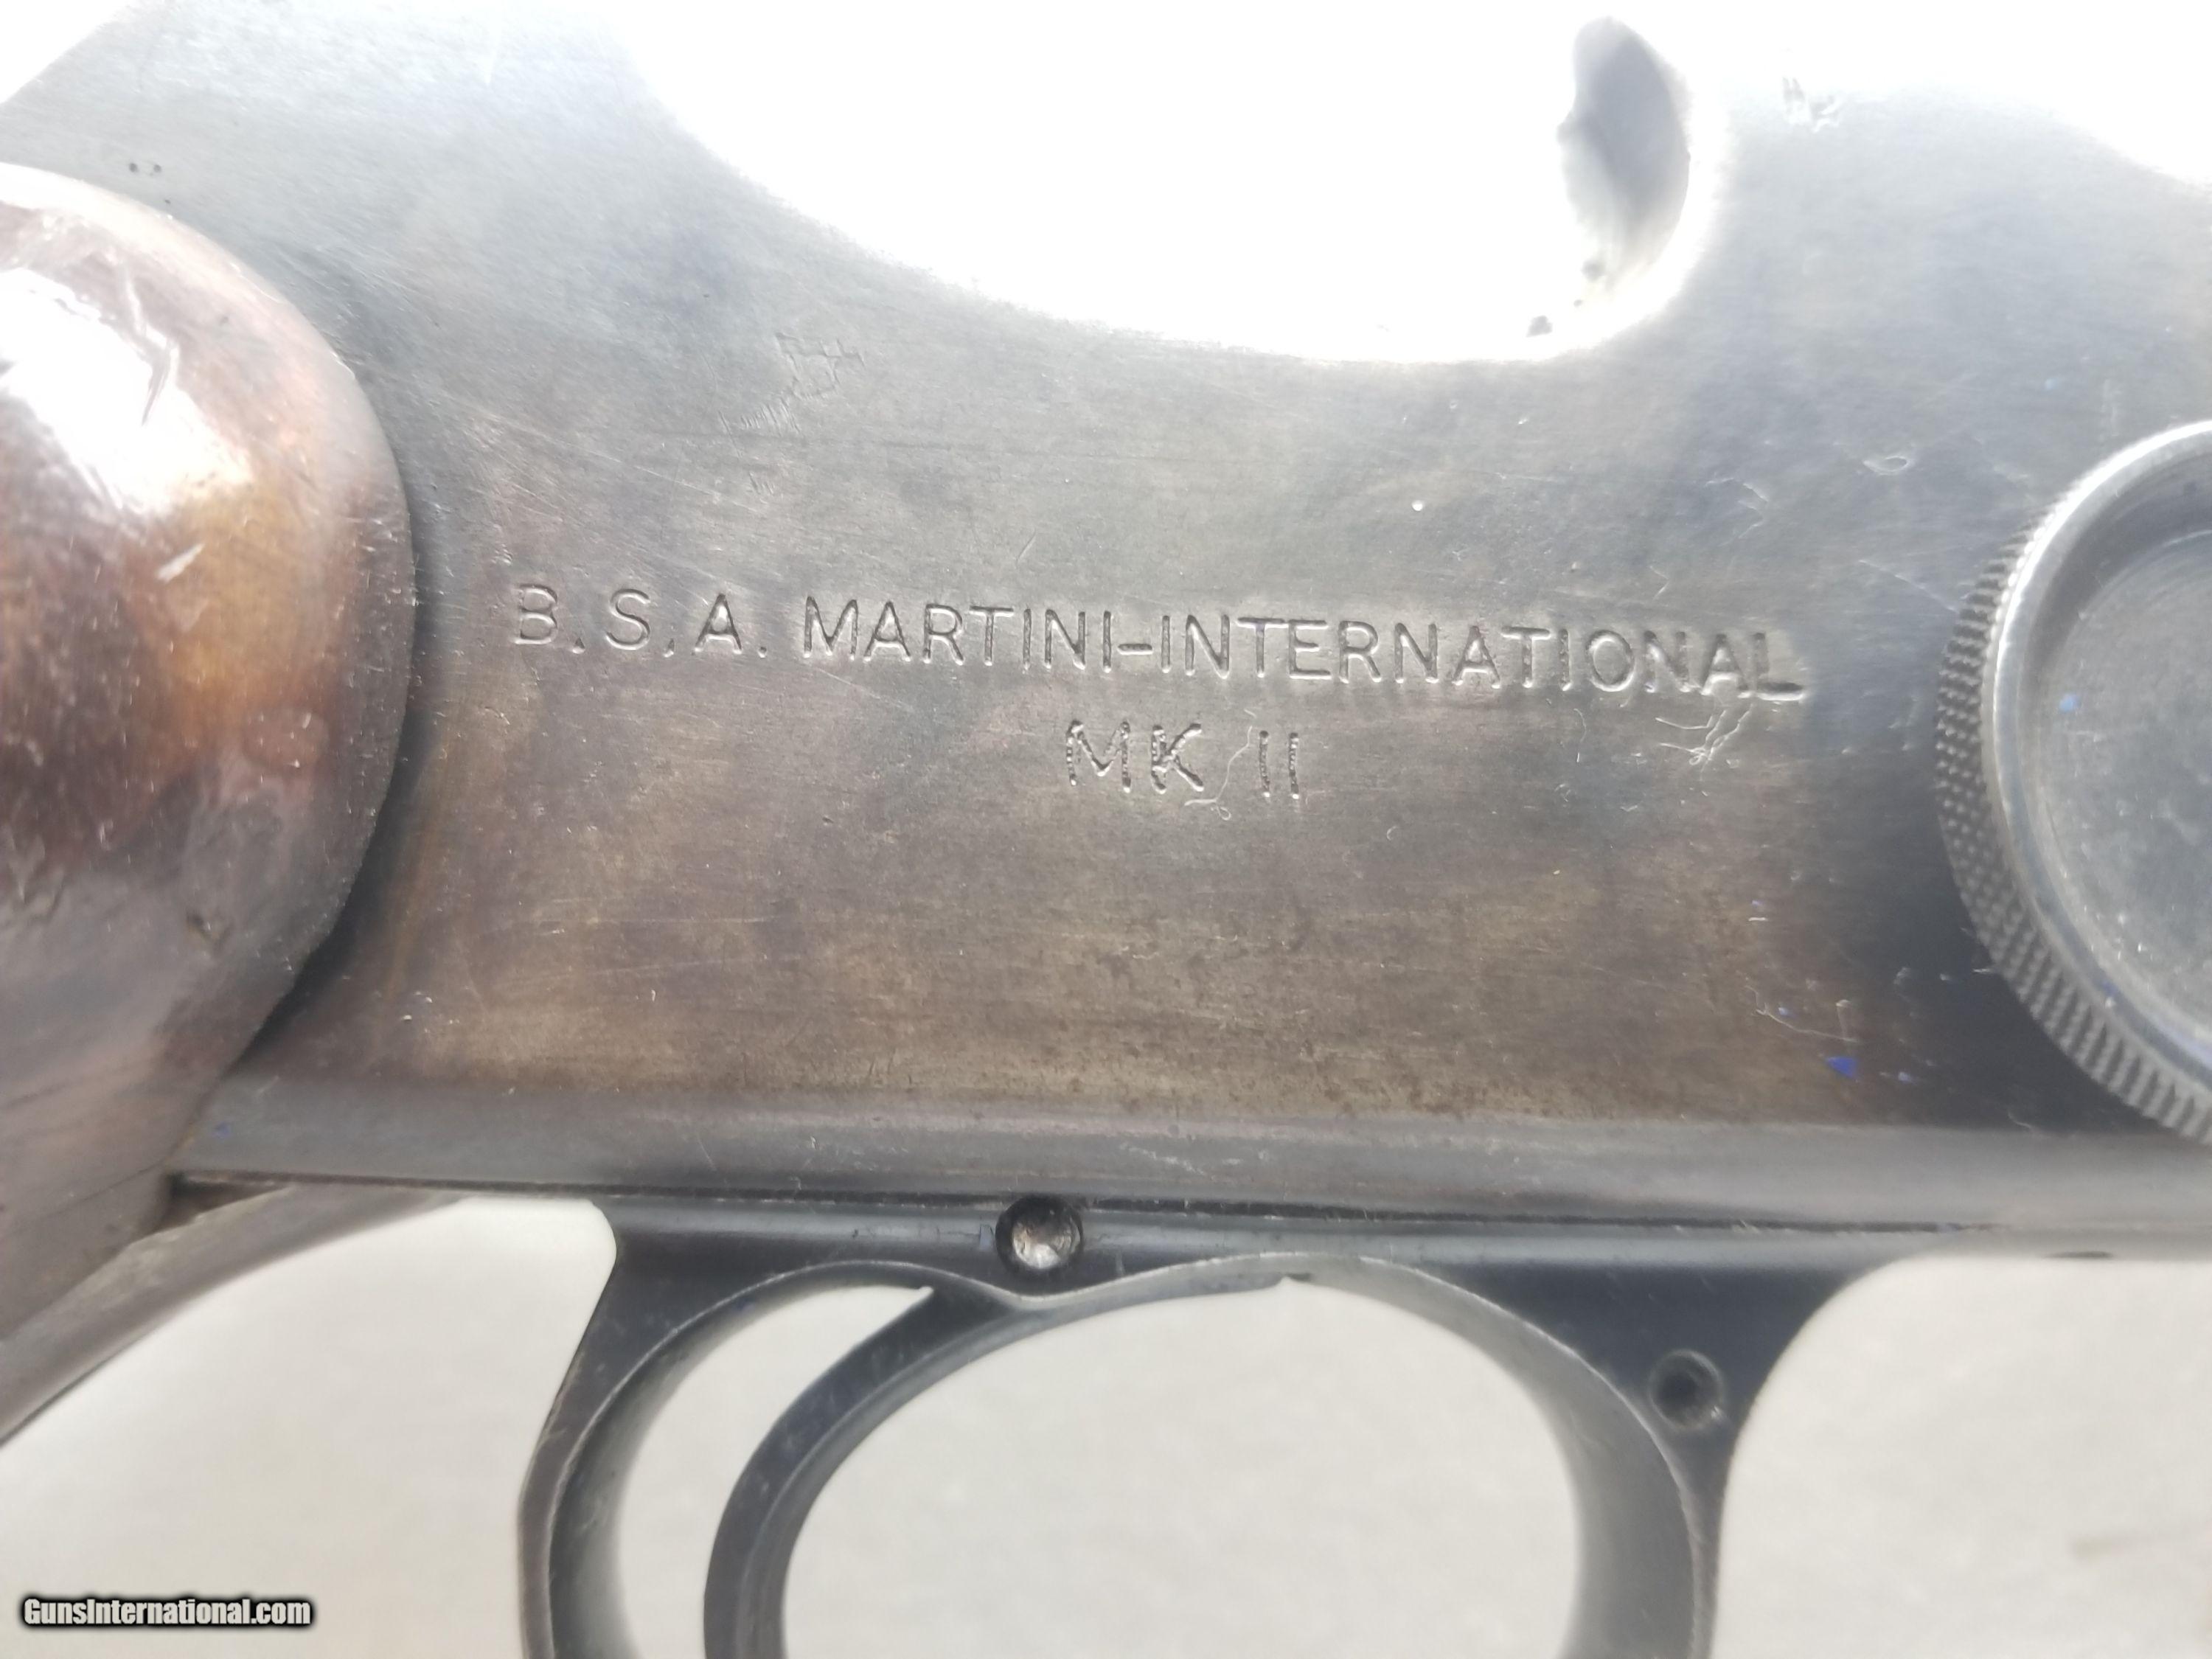 B.S.A. MARTINI-INTERNATIONAL
MK II
GunsInternational.com